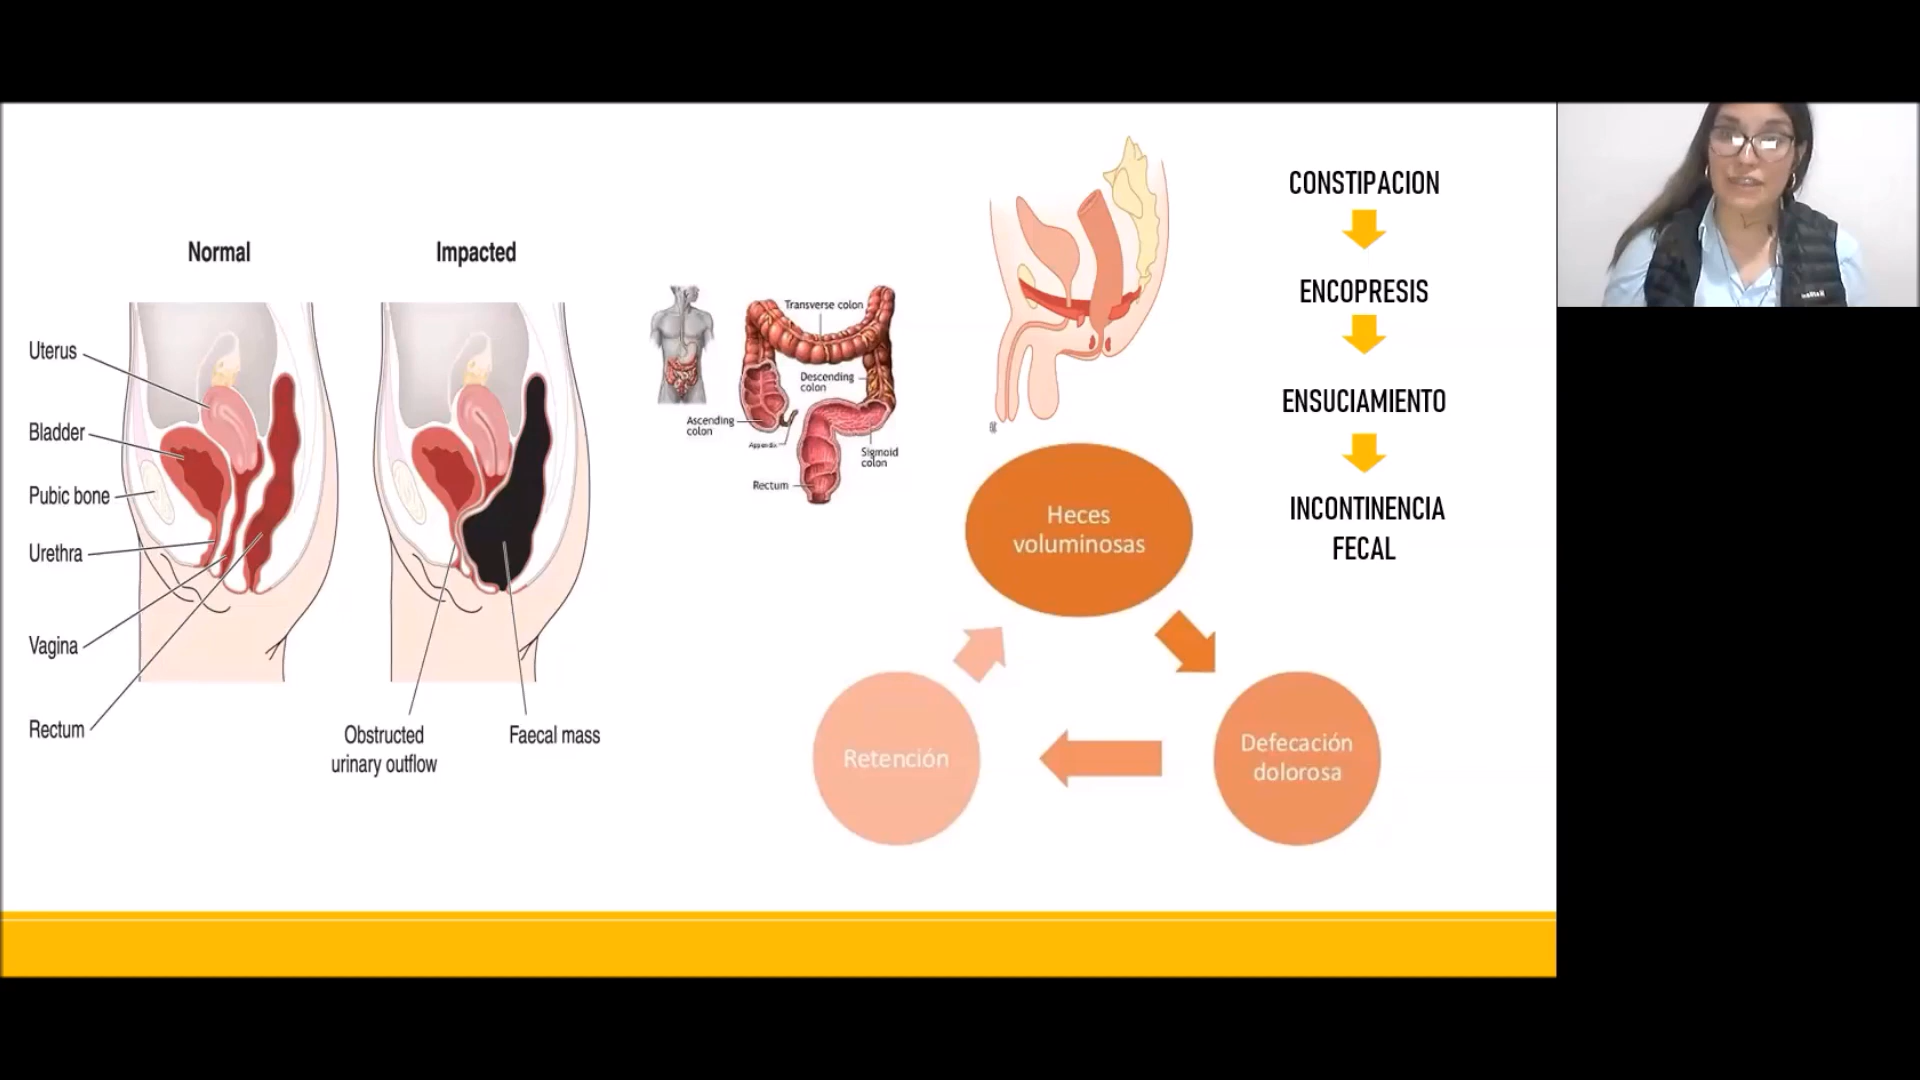 Normal
Impacted
Uterus
Bladder
Pubic bone
Urethra
Vagina
Rectum
Obstructed
urinary outflow
Faecal mass
Transverse colon
Descending
colon
Ascending
colon
Appendix
Sigmoid
colon
Rectum
CONSTIPACION
ENCOPRESIS
ENSUCIAMIENTO
INCONTINENCIA
FECAL
Heces
voluminosas
Defecación
dolorosa
Retención